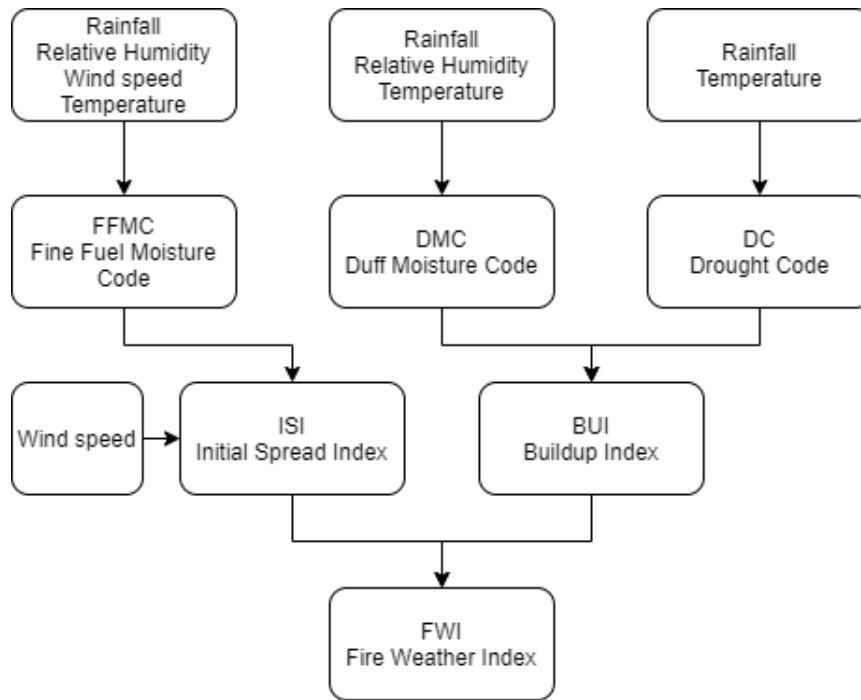 Rainfall
Relative Humidity
Wind speed
Temperature
Rainfall
Relative Humidity
Temperature
Rainfall
Temperature
FFMC
Fine Fuel Moisture
Code
DMC
Duff Moisture Code
DC
Drought Code
Wind speed
ISI
Initial Spread Index
BUI
Buildup Index
FWI
Fire Weather Index